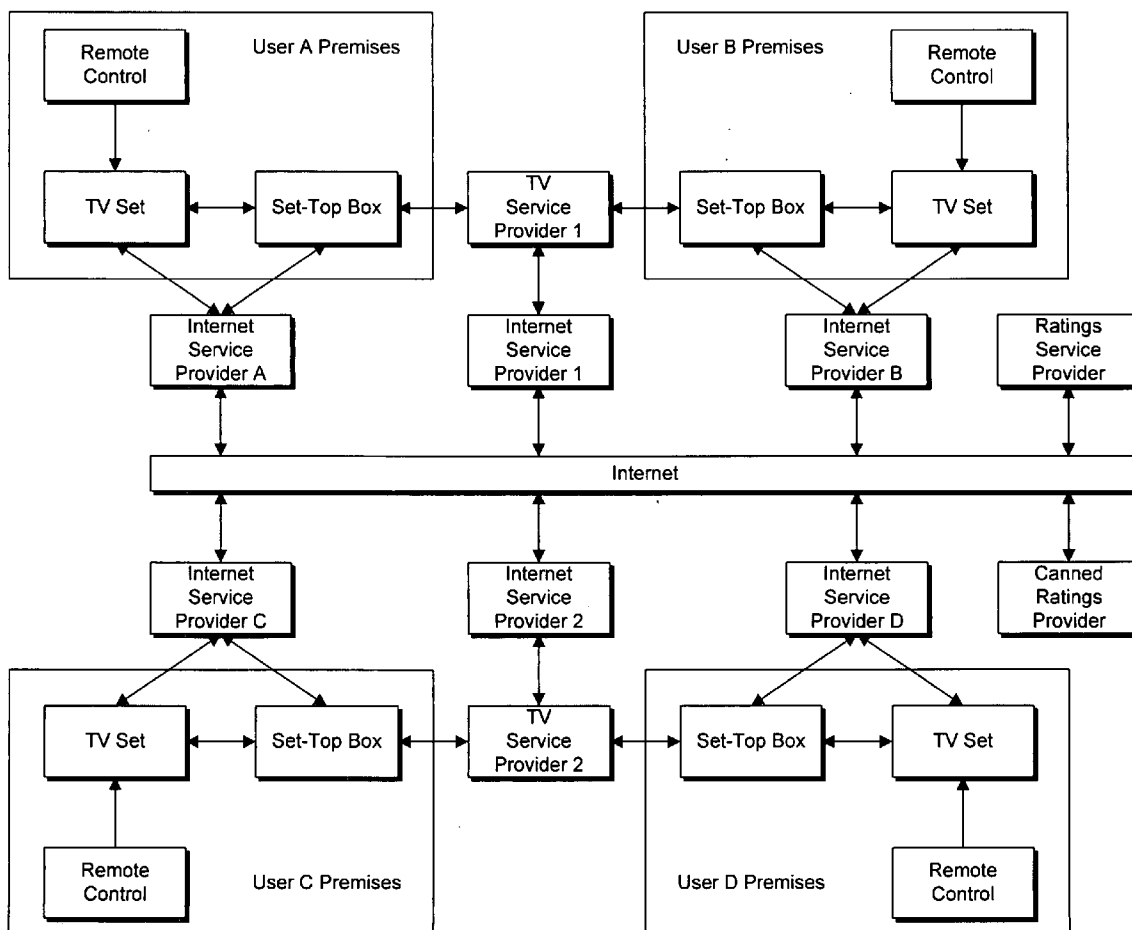 Remote
Control
User A Premises
User B Premises
Remote
Control
TV Set
Set-Top Box
TV
Service
Provider 1
Set-Top Box
TV Set
Internet
Service
Provider A
Internet
Service
Provider 1
Internet
Service
Provider B
Ratings
Service
Provider
Internet
Internet
Service
Provider C
Internet
Service
Provider 2
Internet
Service
Provider D
Canned
Ratings
Provider
TV Set
Set-Top Box
TV
Service
Provider 2
Set-Top Box
TV Set
Remote
Control
User C Premises
User D Premises
Remote
Control